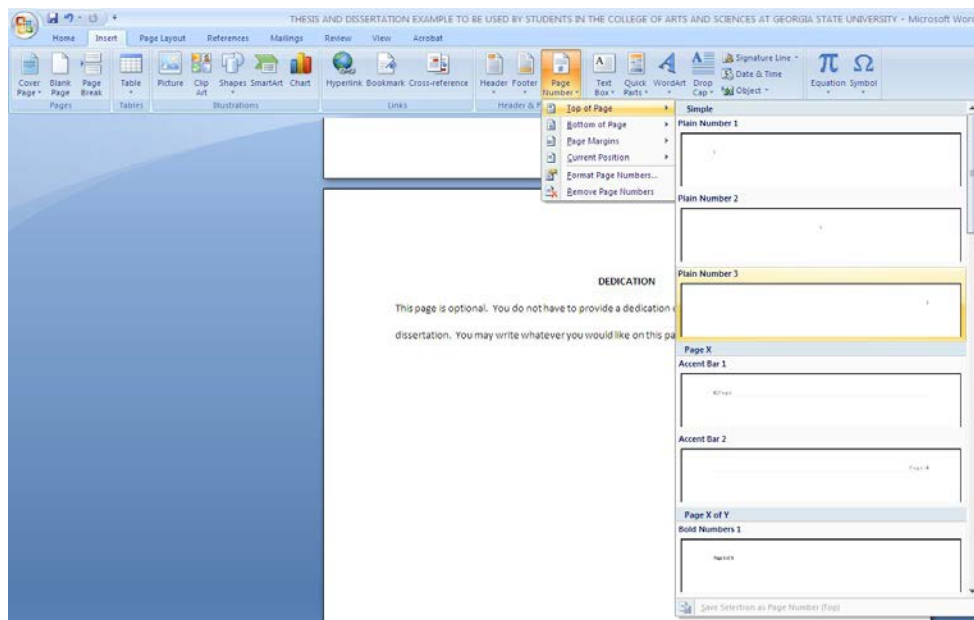 THESIS AND DISSERTATION EXAMPLE TO BE USED BY STUDENTS IN THE COLLEGE OF ARTS AND SCIENCES AT GEORGIA STATE UNIVERSITY - Microsoft Word
Home Insert Page Layout References Mailings Review View Acrobat
Cover Page
Blank Page
Page Break
Table
Picture
Clip Art
Shapes
SmartArt
Chart
Hyperlink
Bookmark
Cross-reference
Header
Footer
Page Number
Text Box
Quick Parts
WordArt
Drop Cap
Signature Line
Date & Time
Object
Equation
Symbol
Pages
Tables
Illustrations
Links
Header & F
Top of Page
Bottom of Page
Page Margins
Current Position
Format Page Numbers...
Remove Page Numbers
Simple
Plain Number 1
Plain Number 2
Plain Number 3
Page X
Accent Bar 1
Accent Bar 2
Page X of Y
Bold Numbers 1
Save Selection as Page Number (Top)
DEDICATION
This page is optional. You do not have to provide a dedication
dissertation. You may write whatever you would like on this pa